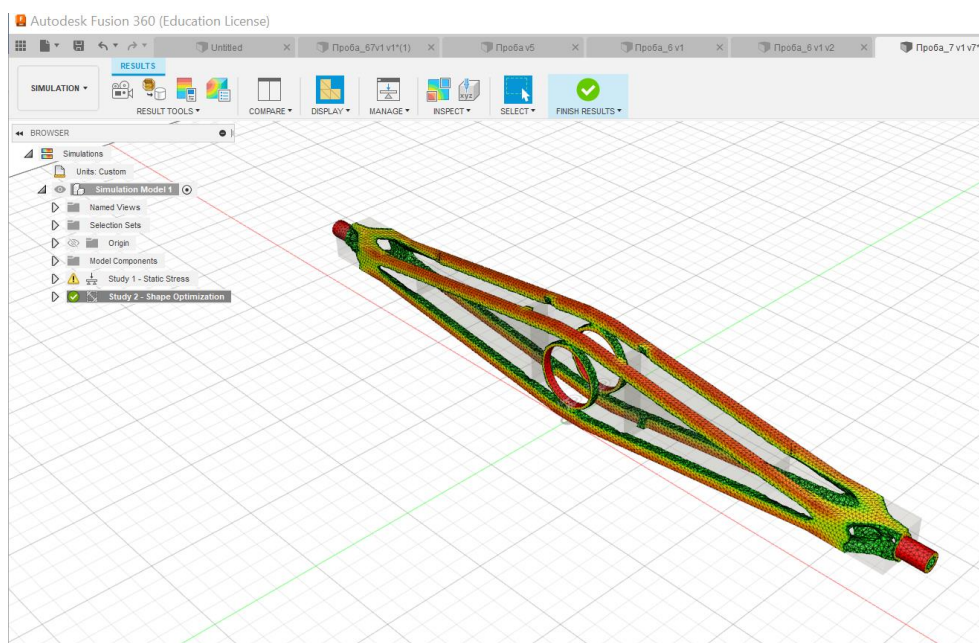 Autodesk Fusion 360 (Education License)
Untitled
Проба_67v1 v1*(1)
Проба v5
Проба_6 v1
Проба_6 v1 v2
Проба_7 v1 v7*
RESULTS
SIMULATION
RESULT TOOLS
COMPARE
DISPLAY
MANAGE
INSPECT
SELECT
FINISH RESULTS
BROWSER
Simulations
Units: Custom
Simulation Model 1
Named Views
Selection Sets
Origin
Model Components
Study 1 - Static Stress
Study 2 - Shape Optimization